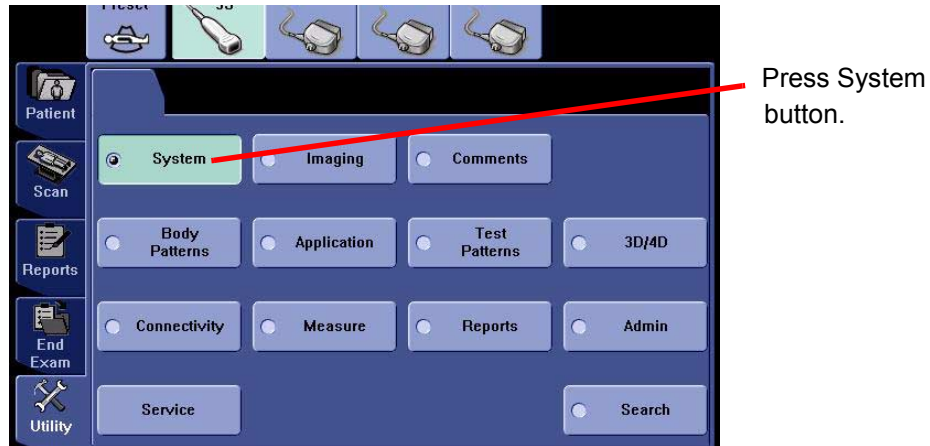 Preset
Press System
button.
Patient
System
Imaging
Comments
Scan
Body
Patterns
Application
Test
Patterns
3D/4D
Reports
Connectivity
Measure
Reports
Admin
End
Exam
Service
Search
Utility